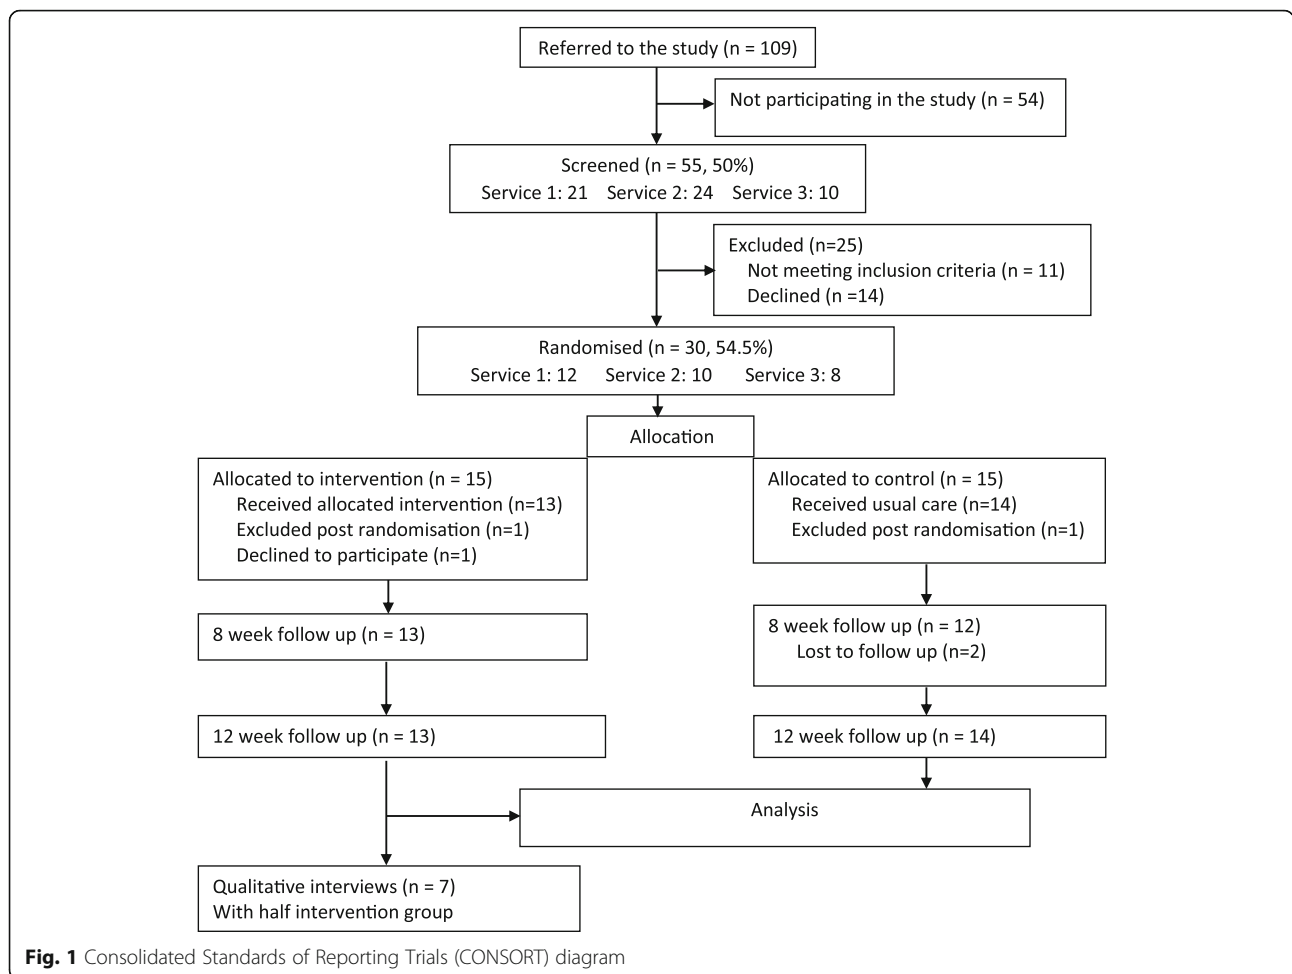 Referred to the study (n = 109)
Not participating in the study (n = 54)
Screened (n = 55, 50%)
Service 1: 21 Service 2: 24 Service 3: 10
Excluded (n=25)
Not meeting inclusion criteria (n = 11)
Declined (n =14)
Randomised (n = 30, 54.5%)
Service 1: 12 Service 2: 10 Service 3: 8
Allocation
Allocated to intervention (n = 15)
Received allocated intervention (n=13)
Excluded post randomisation (n=1)
Declined to participate (n=1)
Allocated to control (n = 15)
Received usual care (n=14)
Excluded post randomisation (n=1)
8 week follow up (n = 13)
8 week follow up (n = 12)
Lost to follow up (n=2)
12 week follow up (n = 13)
12 week follow up (n = 14)
Analysis
Qualitative interviews (n = 7)
With half intervention group
Fig. 1 Consolidated Standards of Reporting Trials (CONSORT) diagram